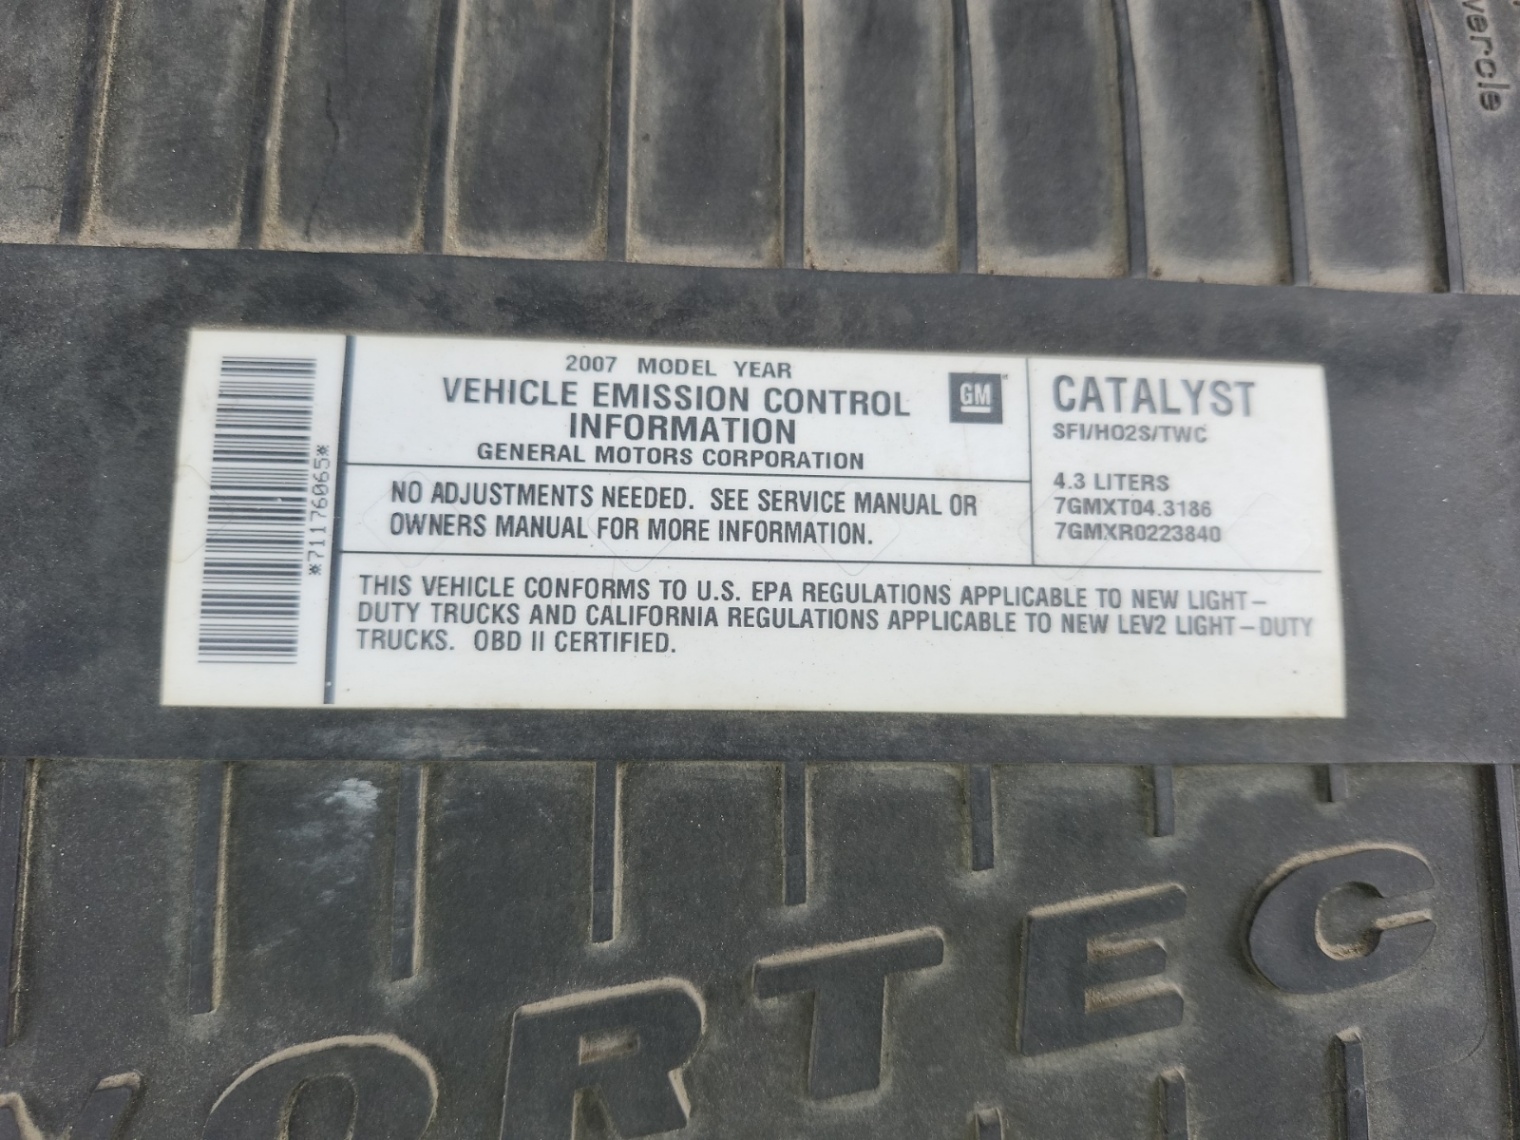 2007 MODEL YEAR
VEHICLE EMISSION CONTROL
INFORMATION
GENERAL MOTORS CORPORATION
GM
CATALYST
SFI/HO2S/TWC
4.3 LITERS
7GMXT04.3186
7GMXR0223840
NO ADJUSTMENTS NEEDED. SEE SERVICE MANUAL OR
OWNERS MANUAL FOR MORE INFORMATION.
THIS VEHICLE CONFORMS TO U.S. EPA REGULATIONS APPLICABLE TO NEW LIGHT-
DUTY TRUCKS AND CALIFORNIA REGULATIONS APPLICABLE TO NEW LEV2 LIGHT-DUTY
TRUCKS. OBD II CERTIFIED.
*71176065*
VORTEC